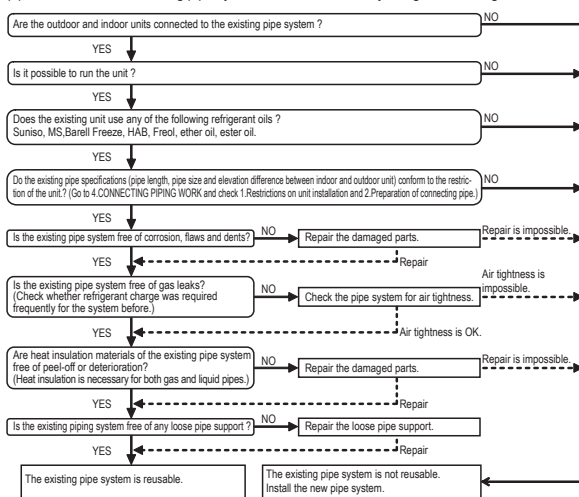 Are the outdoor and indoor units connected to the existing pipe system ?
NO
YES
Is it possible to run the unit ?
NO
YES
Does the existing unit use any of the following refrigerant oils ?
Suniso, MS,Barell Freeze, HAB, Freol, ether oil, ester oil.
NO
YES
Do the existing pipe specifications (pipe length, pipe size and elevation difference between indoor and outdoor unit) conform to the restric-
tion of the unit.? (Go to 4.CONNECTING PIPING WORK and check 1.Restrictions on unit installation and 2.Preparation of connecting pipe.)
NO
YES
Is the existing pipe system free of corrosion, flaws and dents?
NO
Repair the damaged parts.
Repair is impossible.
YES
Repair
Is the existing pipe system free of gas leaks?
(Check whether refrigerant charge was required
frequently for the system before.)
NO
Check the pipe system for air tightness.
Air tightness is
impossible.
YES
Air tightness is OK.
Are heat insulation materials of the existing pipe system
free of peel-off or deterioration?
(Heat insulation is necessary for both gas and liquid pipes.)
NO
Repair the damaged parts.
Repair is impossible.
YES
Repair
Is the existing piping system free of any loose pipe support ?
NO
Repair the loose pipe support.
YES
Repair
The existing pipe system is reusable.
The existing pipe system is not reusable.
Install the new pipe system.